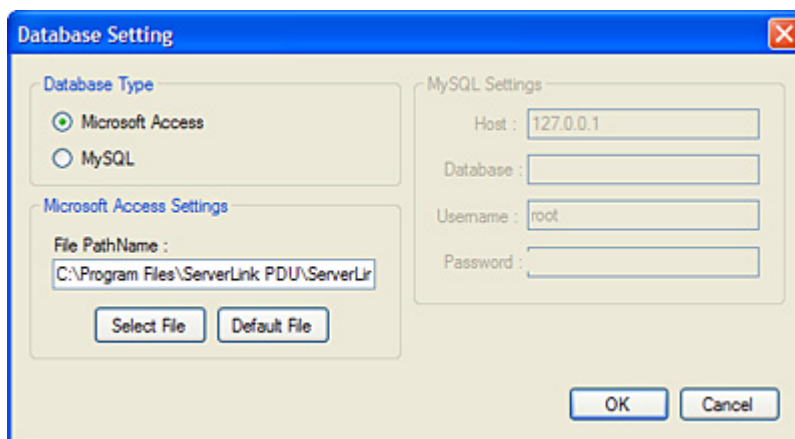 Database Setting
Database Type
Microsoft Access
MySQL
Microsoft Access Settings
File PathName :
C:\Program Files\ServerLink PDU\ServerLir
Select File
Default File
MySQL Settings
Host : 127.0.0.1
Database :
Username : root
Password :
OK
Cancel